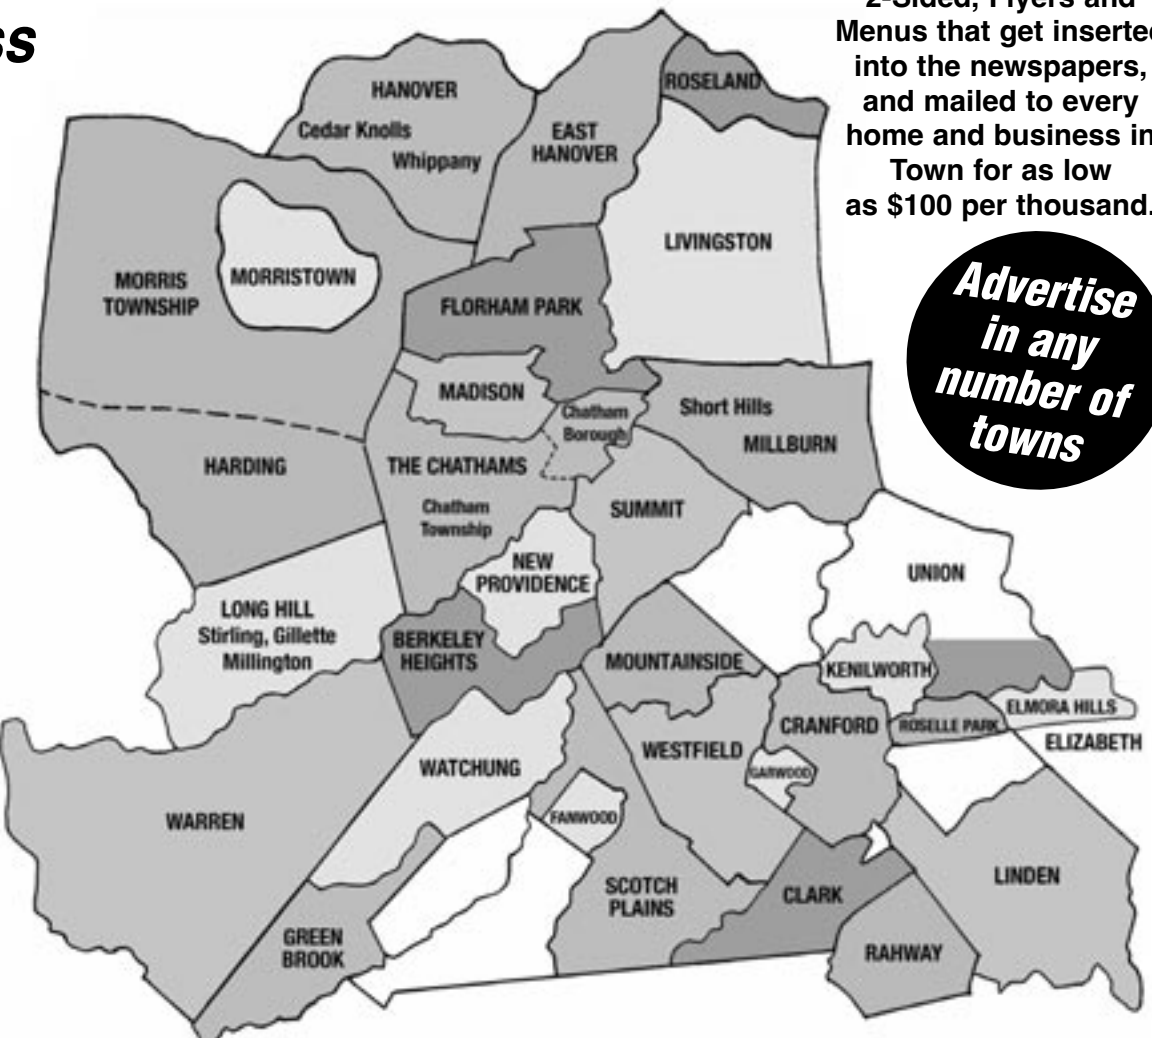 ss
2-Sided, Flyers and
Menus that get inserted
into the newspapers,
and mailed to every
home and business in
Town for as low
as $100 per thousand.
Advertise
in any
number of
towns
HANOVER
Cedar Knolls
Whippany
EAST
HANOVER
ROSELAND
LIVINGSTON
MORRIS
TOWNSHIP
MORRISTOWN
FLORHAM PARK
MADISON
Chatham
Borough
Short Hills
MILLBURN
HARDING
THE CHATHAMS
Chatham
Township
SUMMIT
NEW
PROVIDENCE
UNION
LONG HILL
Stirling, Gillette
Millington
BERKELEY
HEIGHTS
MOUNTAINSIDE
KENILWORTH
ELMORA HILLS
ROSELLE PARK
ELIZABETH
CRANFORD
WESTFIELD
GARWOOD
WATCHUNG
WARREN
FANWOOD
SCOTCH
PLAINS
CLARK
LINDEN
GREEN
BROOK
RAHWAY